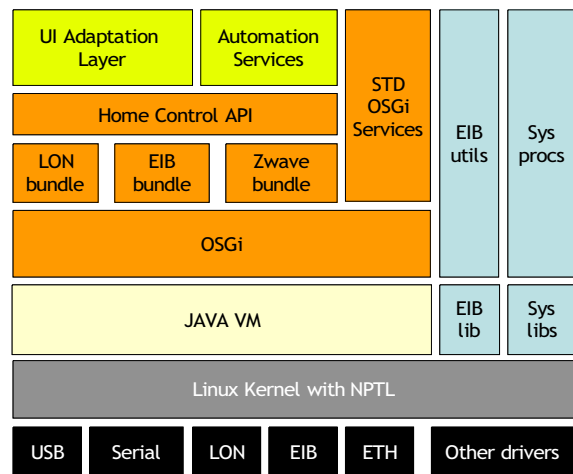 UI Adaptation
Layer
Automation
Services
STD
OSGi
Services
Home Control API
EIB
utils
Sys
procs
LON
bundle
EIB
bundle
Zwave
bundle
OSGi
JAVA VM
EIB
lib
Sys
libs
Linux Kernel with NPTL
USB
Serial
LON
EIB
ETH
Other drivers